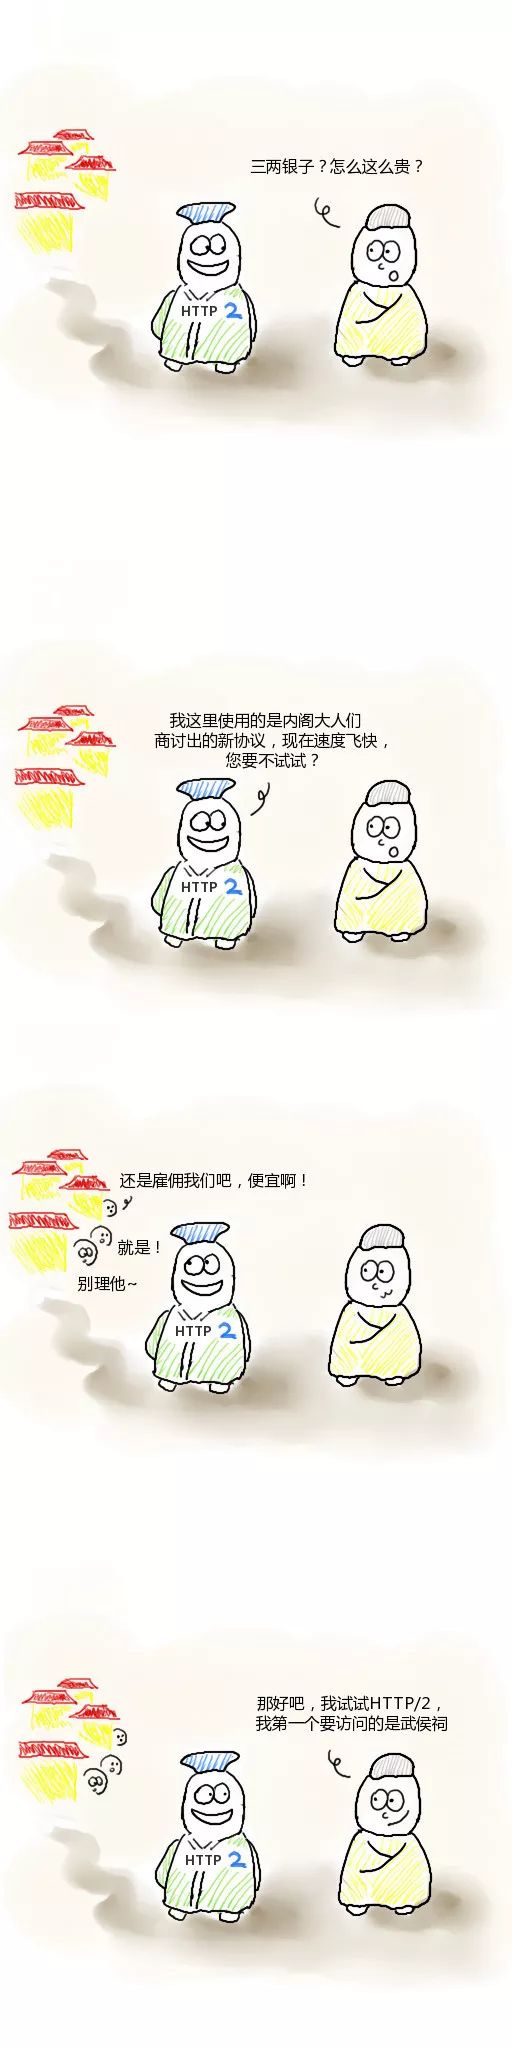 三两银子？怎么这么贵？
HTTP 2
我这里使用的是内阁大人们
商讨出的新协议，现在速度飞快，
您要不试试？
HTTP 2
还是雇佣我们吧，便宜啊！
就是！
别理他~
HTTP 2
那好吧，我试试HTTP/2，
我第一个要访问的是武侯祠
HTTP 2